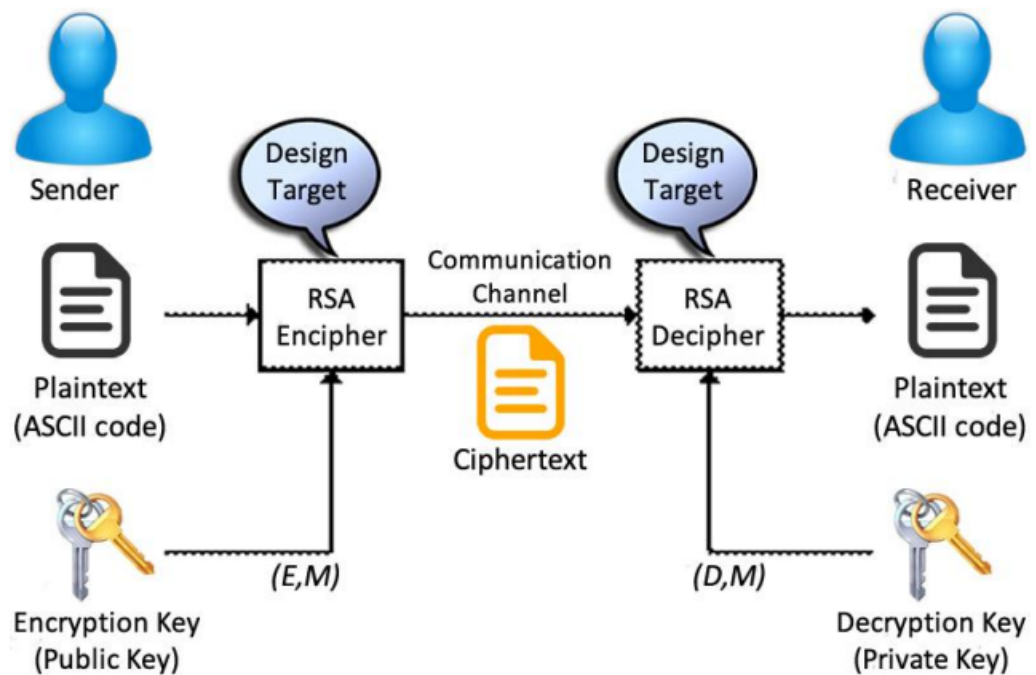 Sender
Design
Target
Design
Target
Receiver
Plaintext
(ASCII code)
RSA
Encipher
Communication
Channel
Ciphertext
RSA
Decipher
Plaintext
(ASCII code)
Encryption Key
(Public Key)
(E,M)
(D,M)
Decryption Key
(Private Key)